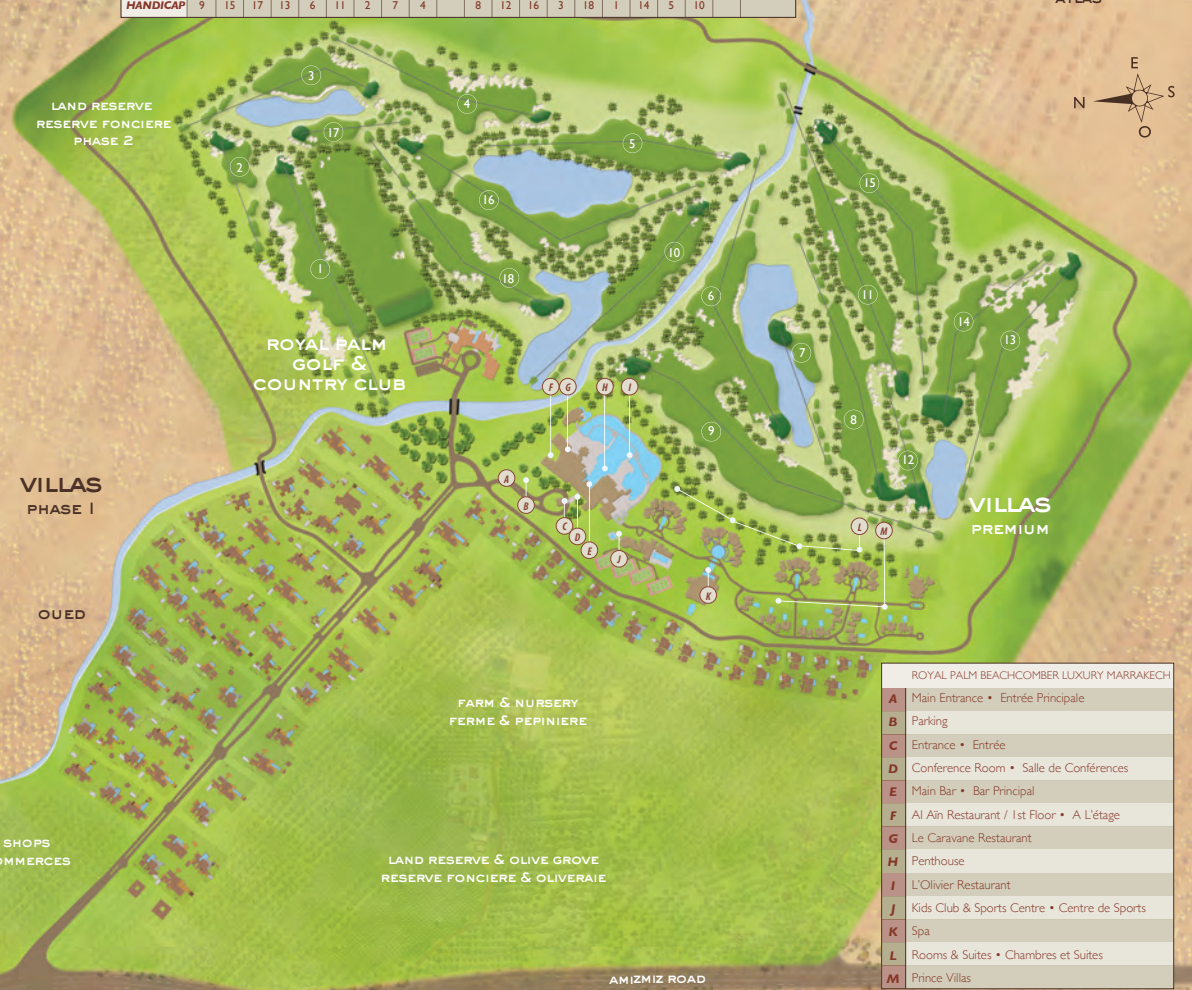 HANDICAP 9 15 17 13 6 11 2 7 4 8 12 16 3 18 1 14 5 10
ATLAS
E
N
S
O
LAND RESERVE
RESERVE FONCIERE
PHASE 2
3
4
17
5
2
15
16
1
18
10
6
11
14
13
7
8
9
12
ROYAL PALM
GOLF &
COUNTRY CLUB
F G H I
A
B
C
D
E
J
K
L
M
VILLAS
PHASE I
VILLAS
PREMIUM
OUED
FARM & NURSERY
FERME & PEPINIERE
SHOPS
OMMERCES
LAND RESERVE & OLIVE GROVE
RESERVE FONCIERE & OLIVERAIE
AMIZMIZ ROAD
ROYAL PALM BEACHCOMBER LUXURY MARRAKECH
A Main Entrance • Entrée Principale
B Parking
C Entrance • Entrée
D Conference Room • Salle de Conférences
E Main Bar • Bar Principal
F Al Aïn Restaurant / 1st Floor • A L'étage
G Le Caravane Restaurant
H Penthouse
I L'Olivier Restaurant
J Kids Club & Sports Centre • Centre de Sports
K Spa
L Rooms & Suites • Chambres et Suites
M Prince Villas